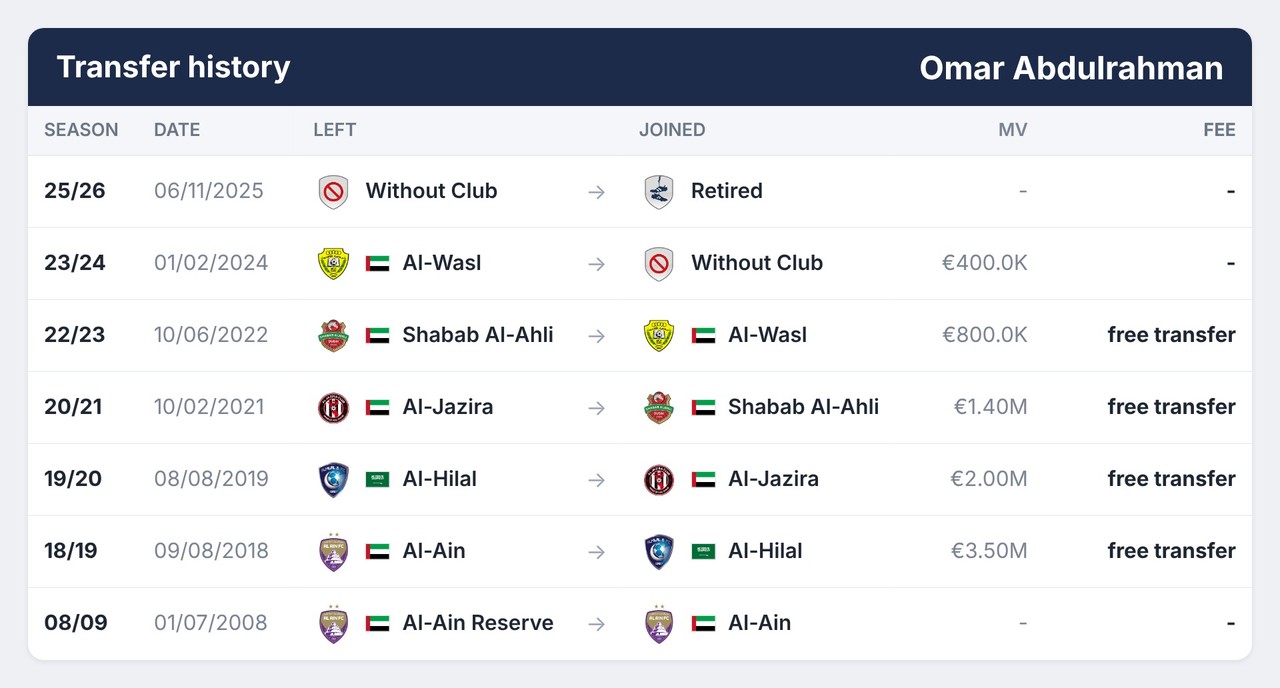 Transfer history Omar Abdulrahman
SEASON DATE LEFT JOINED MV FEE
25/26 06/11/2025 Without Club → Retired - -
23/24 01/02/2024 Al-Wasl → Without Club €400.0K -
22/23 10/06/2022 Shabab Al-Ahli → Al-Wasl €800.0K free transfer
20/21 10/02/2021 Al-Jazira → Shabab Al-Ahli €1.40M free transfer
19/20 08/08/2019 Al-Hilal → Al-Jazira €2.00M free transfer
18/19 09/08/2018 Al-Ain → Al-Hilal €3.50M free transfer
08/09 01/07/2008 Al-Ain Reserve → Al-Ain - -